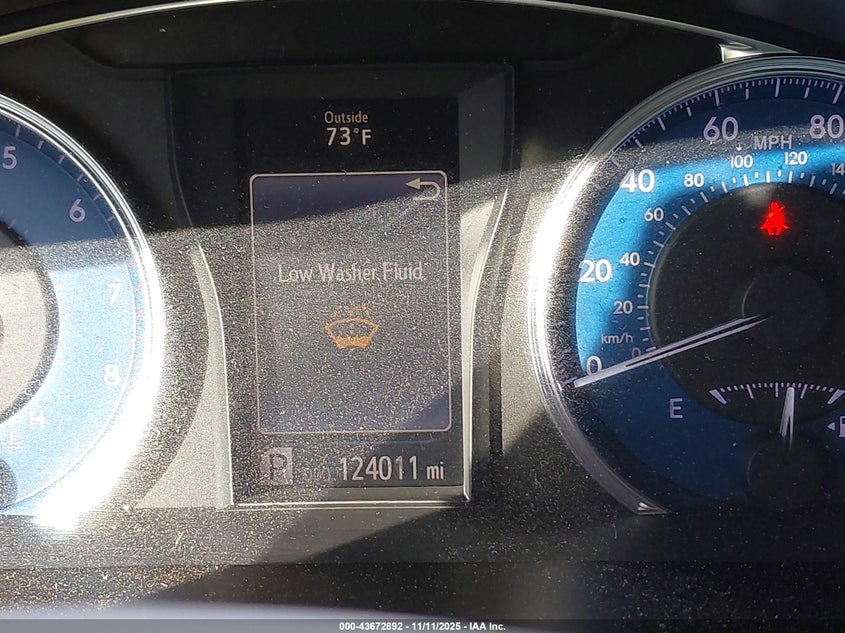 Outside
73°F
Low Washer Fluid
P
124011 mi
5
6
7
8
H
0
20
40
60
80
MPH
km/h
20
40
60
80
100
120
E
000-43672892 - 11/11/2025 - IAA Inc.